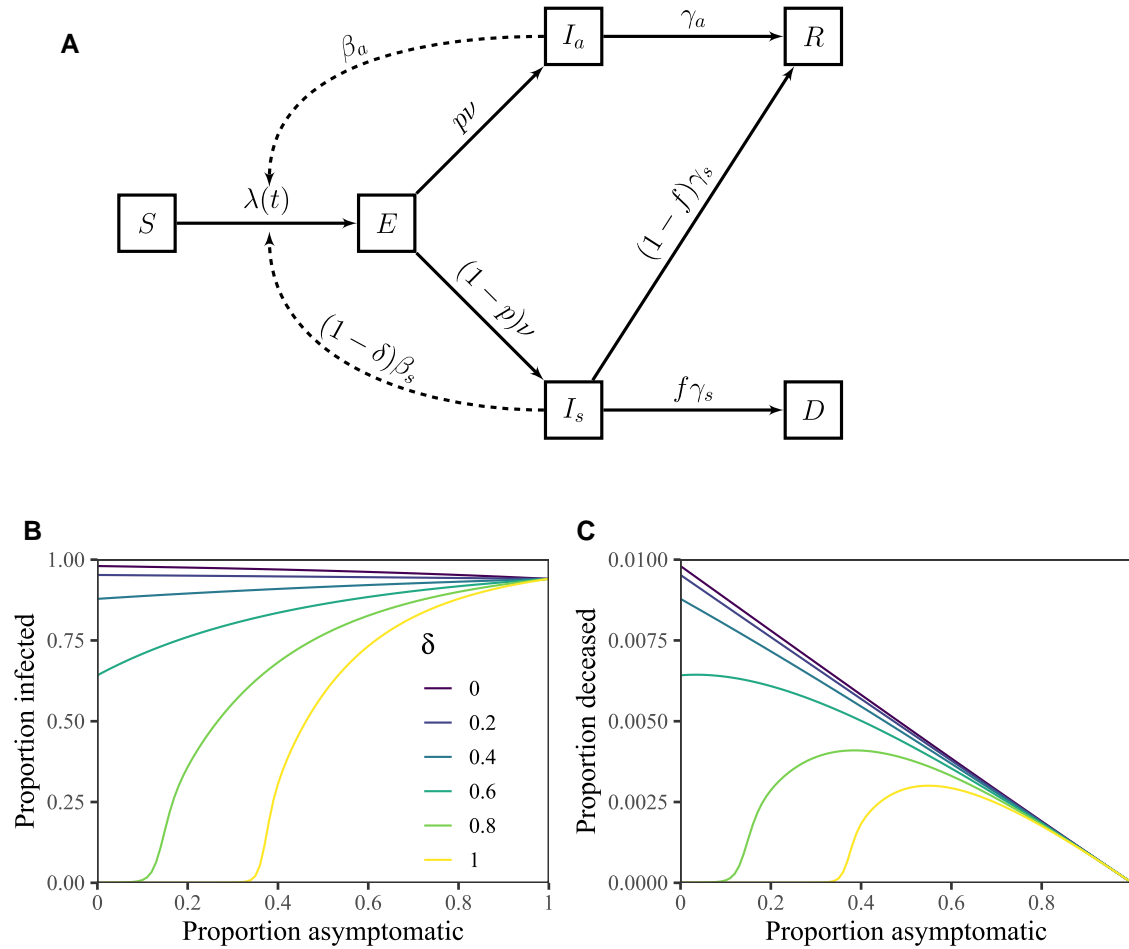 A
I_a
γ_a
R
β_a
pν
λ(t)
S
E
(1 − f)γ_s
(1 − p)ν
(1 − δ)β_s
I_s
fγ_s
D
B
1.00
0.75
0.50
0.25
0.00
Proportion infected
δ
0
0.2
0.4
0.6
0.8
1
0 0.2 0.4 0.6 0.8 1
Proportion asymptomatic
C
0.0100
0.0075
0.0050
0.0025
0.0000
Proportion deceased
0 0.2 0.4 0.6 0.8
Proportion asymptomatic